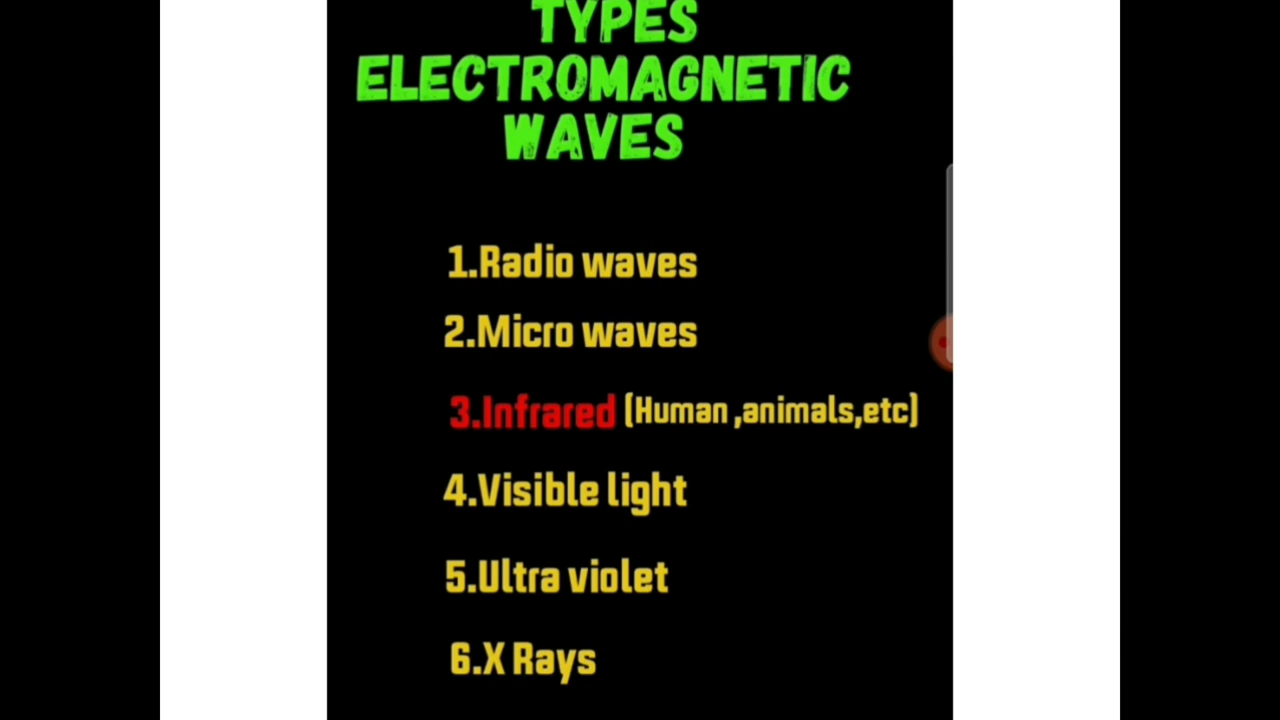 TYPES
ELECTROMAGNETIC
WAVES
1.Radio waves
2.Micro waves
3.Infrared (Human ,animals,etc)
4.Visible light
5.Ultra violet
6.X Rays